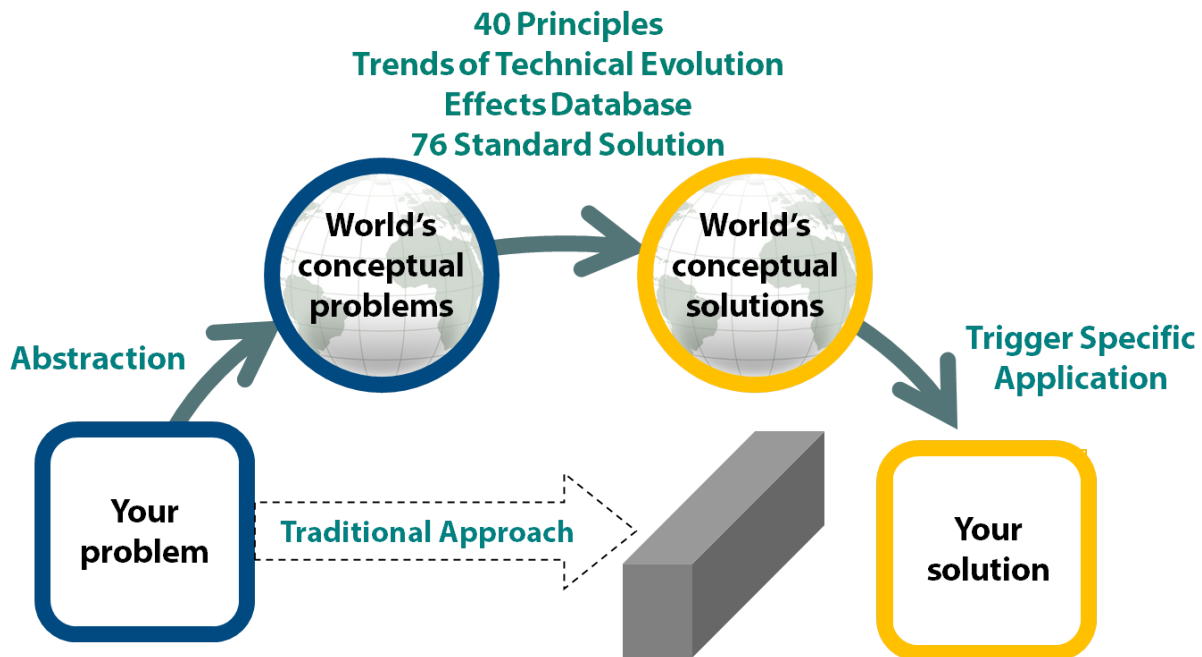 40 Principles
Trends of Technical Evolution
Effects Database
76 Standard Solution
World's
conceptual
problems
World's
conceptual
solutions
Abstraction
Trigger Specific
Application
Your
problem
Traditional Approach
Your
solution